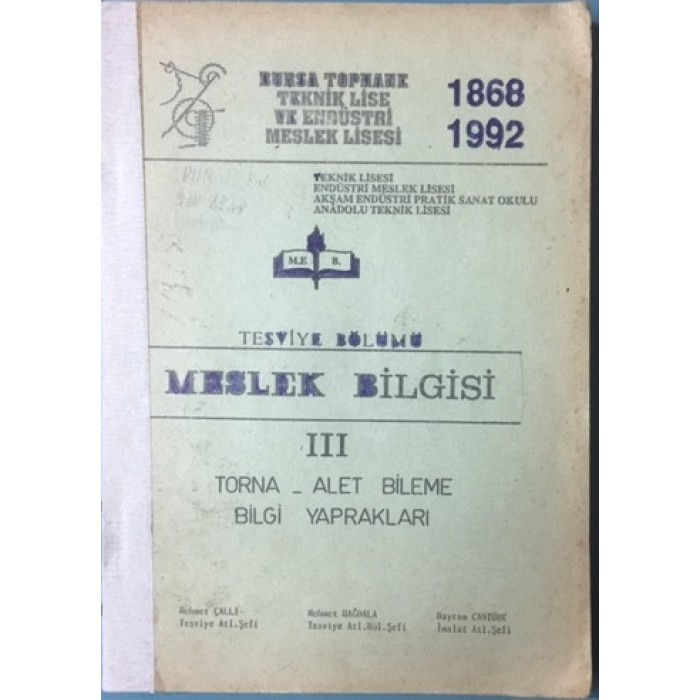 BURSA TOPHANE
TEKNİK LİSE
VE ENDÜSTRİ
MESLEK LİSESİ
1868
1992
TEKNİK LİSESİ
ENDÜSTRİ MESLEK LİSESİ
AKŞAM ENDÜSTRİ PRATİK SANAT OKULU
ANADOLU TEKNİK LİSESİ
M.E B.
TESVİYE BÖLÜMÜ
MESLEK BİLGİSİ
III
TORNA - ALET BİLEME
BİLGİ YAPRAKLARI
Mehmet ÇALLI
Mehmet DAĞDALA
Bayram
Tesviye Atl.Şefi
Tesviye Atl.Böl.Şefi
İmalat Atl.Şefi